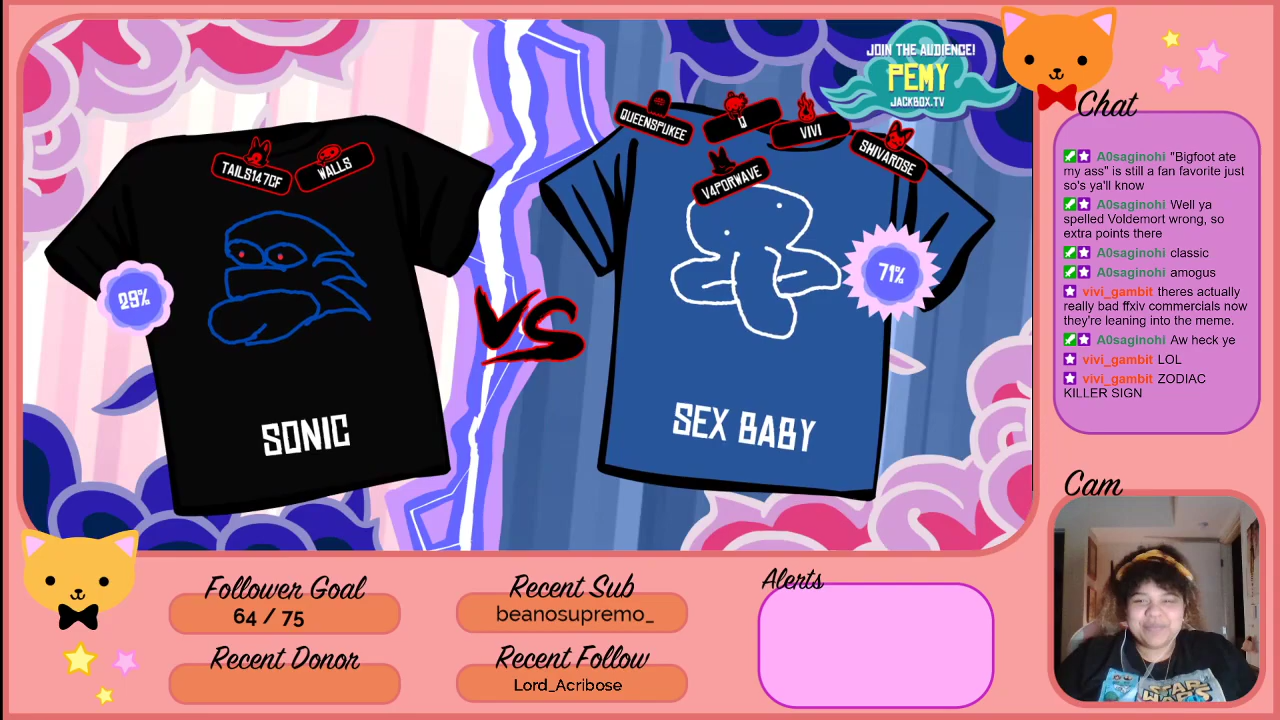 JOIN THE AUDIENCE!
PEMY
JACKBOX.TV
TAILS147CF
WALLS
QUEENSPUKEE
U
VIVI
SHIVAROSE
V4PORWAVE
29%
71%
VS
SONIC
SEX BABY
Chat
A0saginohi "Bigfoot ate
my ass" is still a fan favorite just
so's ya'll know
A0saginohi Well ya
spelled Voldemort wrong, so
extra points there
A0saginohi classic
A0saginohi amogus
vivi_gambit theres actually
really bad ffxiv commercials now
they're leaning into the meme.
A0saginohi Aw heck ye
vivi_gambit LOL
vivi_gambit ZODIAC
KILLER SIGN
Cam
Follower Goal
64 / 75
Recent Sub
beanosupremo_
Alerts
Recent Donor
Recent Follow
Lord_Acribose
STAR
WARS